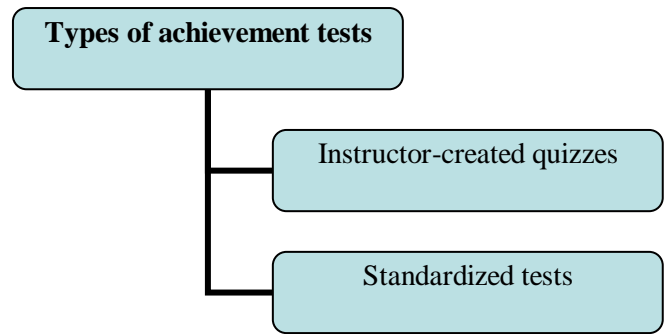 Types of achievement tests
Instructor-created quizzes
Standardized tests